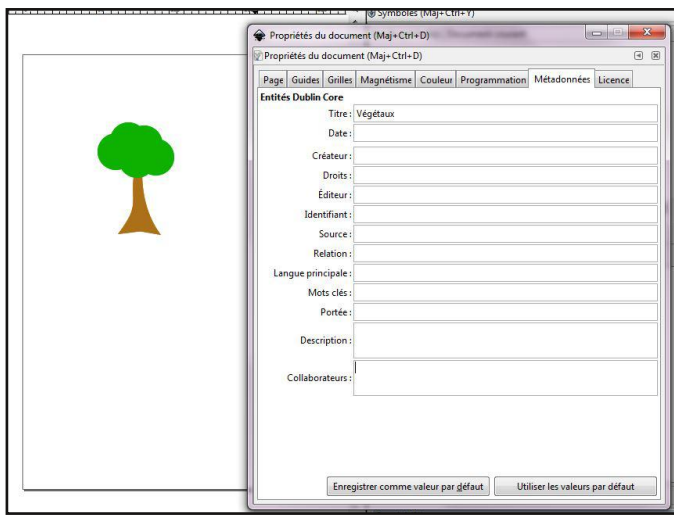 Symboles (Maj+Ctrl+Y)
Propriétés du document (Maj+Ctrl+D)
Propriétés du document (Maj+Ctrl+D)
Page Guides Grilles Magnétisme Couleur Programmation Métadonnées Licence
Entités Dublin Core
Titre : Végétaux
Date :
Créateur :
Droits :
Éditeur :
Identifiant :
Source :
Relation :
Langue principale :
Mots clés :
Portée :
Description :
Collaborateurs :
Enregistrer comme valeur par défaut Utiliser les valeurs par défaut